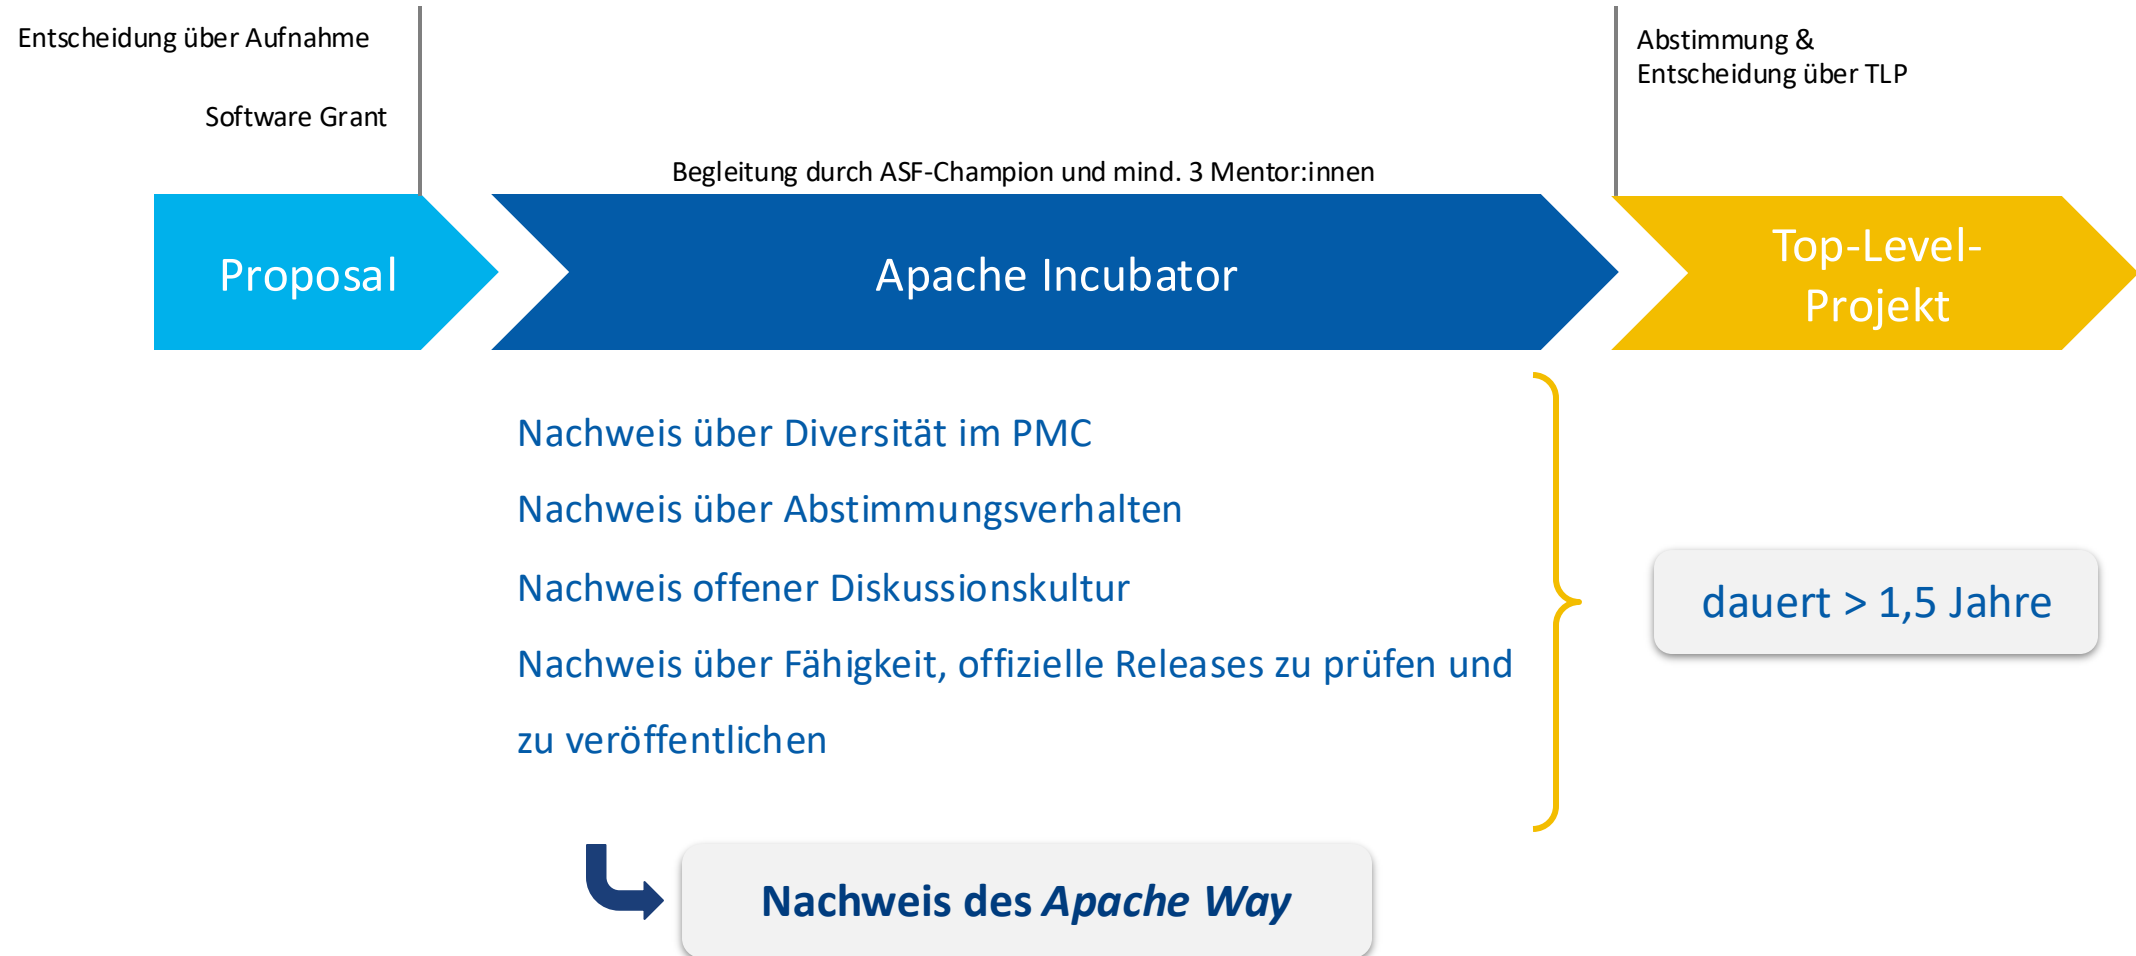 Entscheidung über Aufnahme
Software Grant
Abstimmung &
Entscheidung über TLP
Begleitung durch ASF-Champion und mind. 3 Mentor:innen
Proposal
Apache Incubator
Top-Level-
Projekt
Nachweis über Diversität im PMC
Nachweis über Abstimmungsverhalten
Nachweis offener Diskussionskultur
Nachweis über Fähigkeit, offizielle Releases zu prüfen und
zu veröffentlichen
dauert > 1,5 Jahre
Nachweis des Apache Way